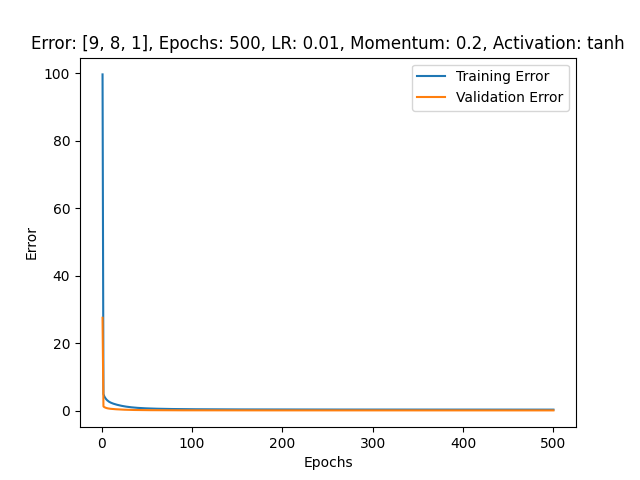 Error: [9, 8, 1], Epochs: 500, LR: 0.01, Momentum: 0.2, Activation: tanh
Training Error
Validation Error
100
80
60
40
20
0
Error
0 100 200 300 400 500
Epochs